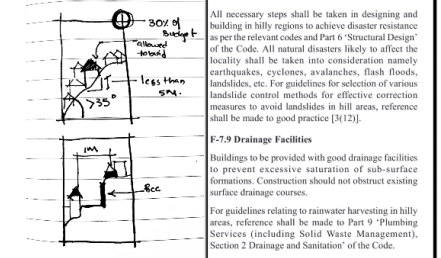 30% of
Budget
allowed
to build
less than
5M.
>35°
1M
Rcc
All necessary steps shall be taken in designing and
building in hilly regions to achieve disaster resistance
as per the relevant codes and Part 6 ‘Structural Design’
of the Code. All natural disasters likely to affect the
locality shall be taken into consideration namely
earthquakes, cyclones, avalanches, flash floods,
landslides, etc. For guidelines for selection of various
landslide control methods for effective correction
measures to avoid landslides in hill areas, reference
shall be made to good practice [3(12)].
F-7.9 Drainage Facilities
Buildings to be provided with good drainage facilities
to prevent excessive saturation of sub-surface
formations. Construction should not obstruct existing
surface drainage courses.
For guidelines relating to rainwater harvesting in hilly
areas, reference shall be made to Part 9 ‘Plumbing
Services (including Solid Waste Management),
Section 2 Drainage and Sanitation’ of the Code.